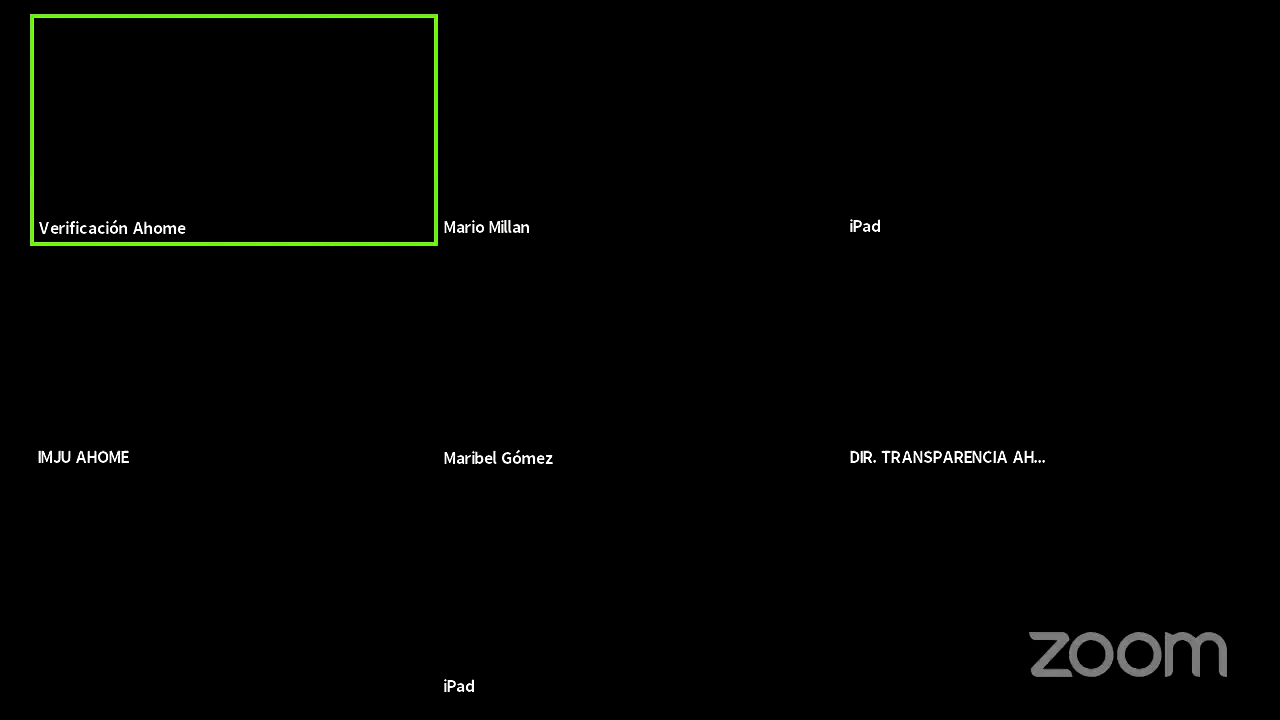 Verificación Ahome
Mario Millan
iPad
IMJU AHOME
Maribel Gómez
DIR. TRANSPARENCIA AH...
iPad
zoom